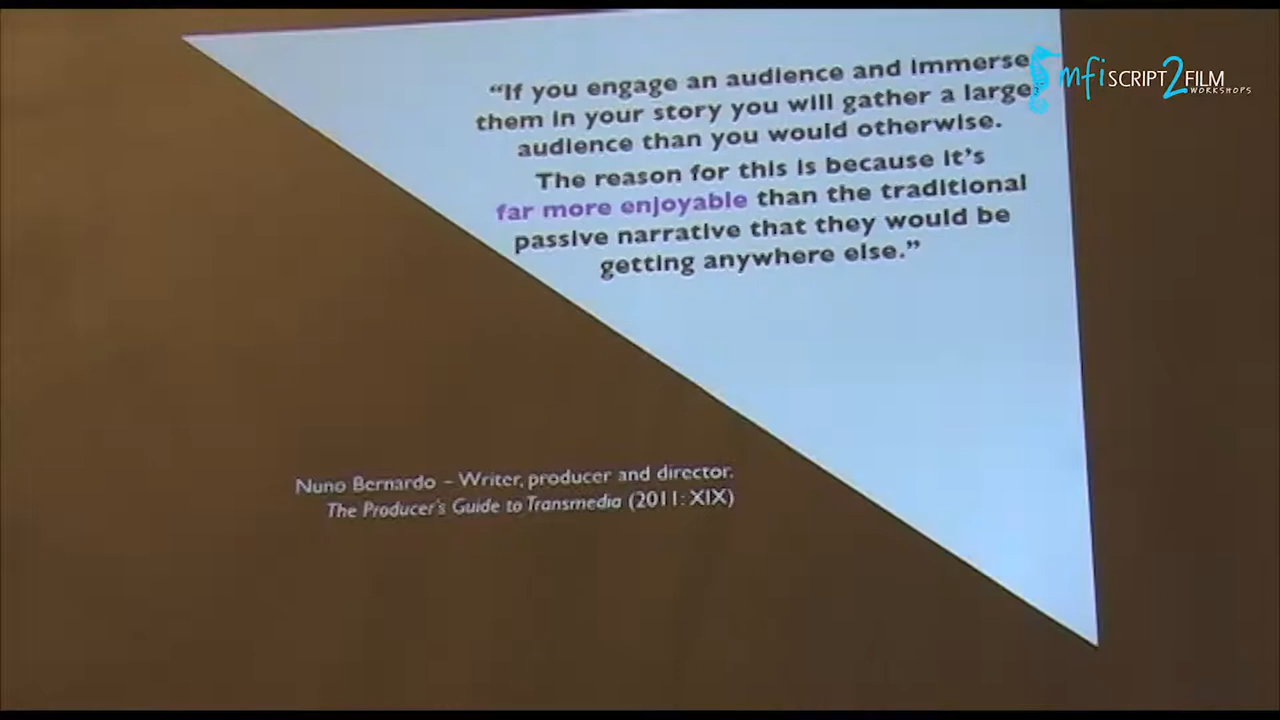 “If you engage an audience and immerse
them in your story you will gather a large
audience than you would otherwise.
The reason for this is because it’s
far more enjoyable than the traditional
passive narrative that they would be
getting anywhere else.”
Nuno Bernardo – Writer, producer and director.
The Producer’s Guide to Transmedia (2011: XIX)
mfi SCRIPT2FILM
WORKSHOPS